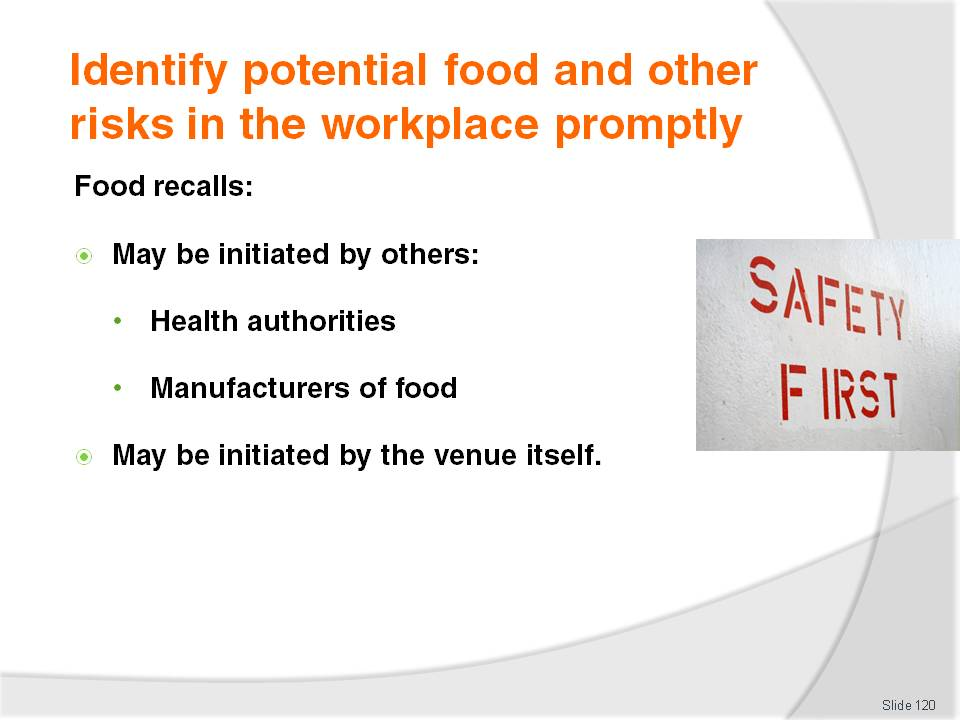 Identify potential food and other
risks in the workplace promptly
Food recalls:
May be initiated by others:
• Health authorities
• Manufacturers of food
May be initiated by the venue itself.
SAFETY
FIRST
Slide 120